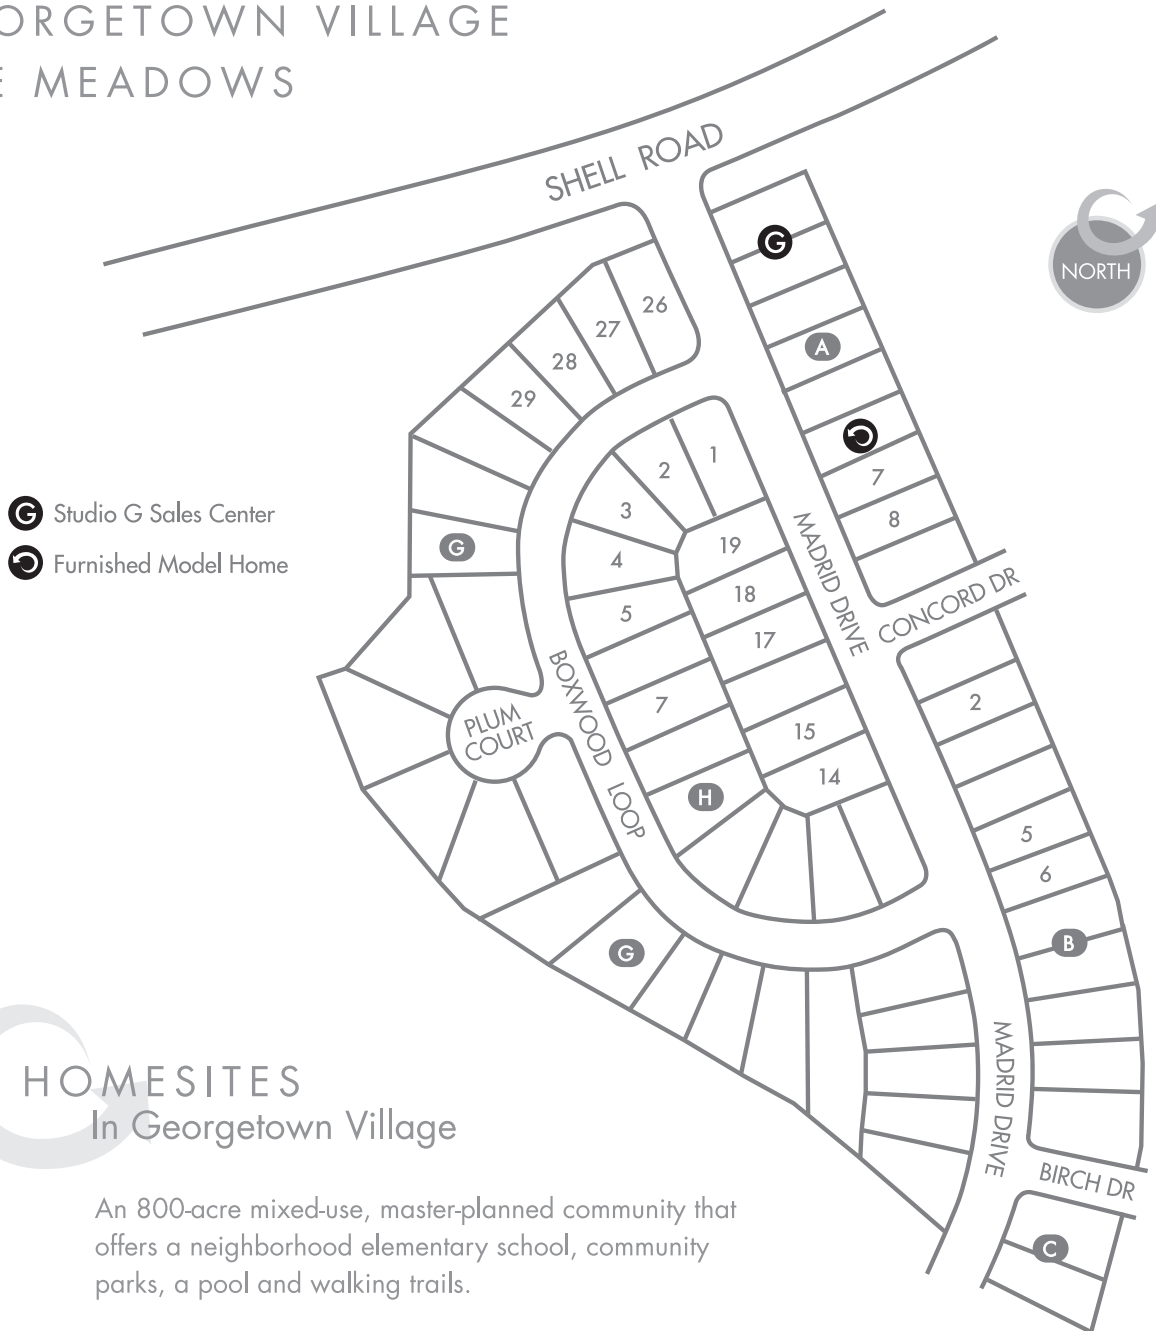 ORGETOWN VILLAGE
E MEADOWS
SHELL ROAD
G
NORTH
26
27
28
29
A
1
2
3
4
5
7
8
G Studio G Sales Center
Furnished Model Home
G
19
18
17
MADRID DRIVE
CONCORD DR
BOXWOOD LOOP
PLUM
COURT
7
15
14
H
2
5
6
B
G
MADRID DRIVE
BIRCH DR
C
HOMESITES
In Georgetown Village
An 800-acre mixed-use, master-planned community that
offers a neighborhood elementary school, community
parks, a pool and walking trails.